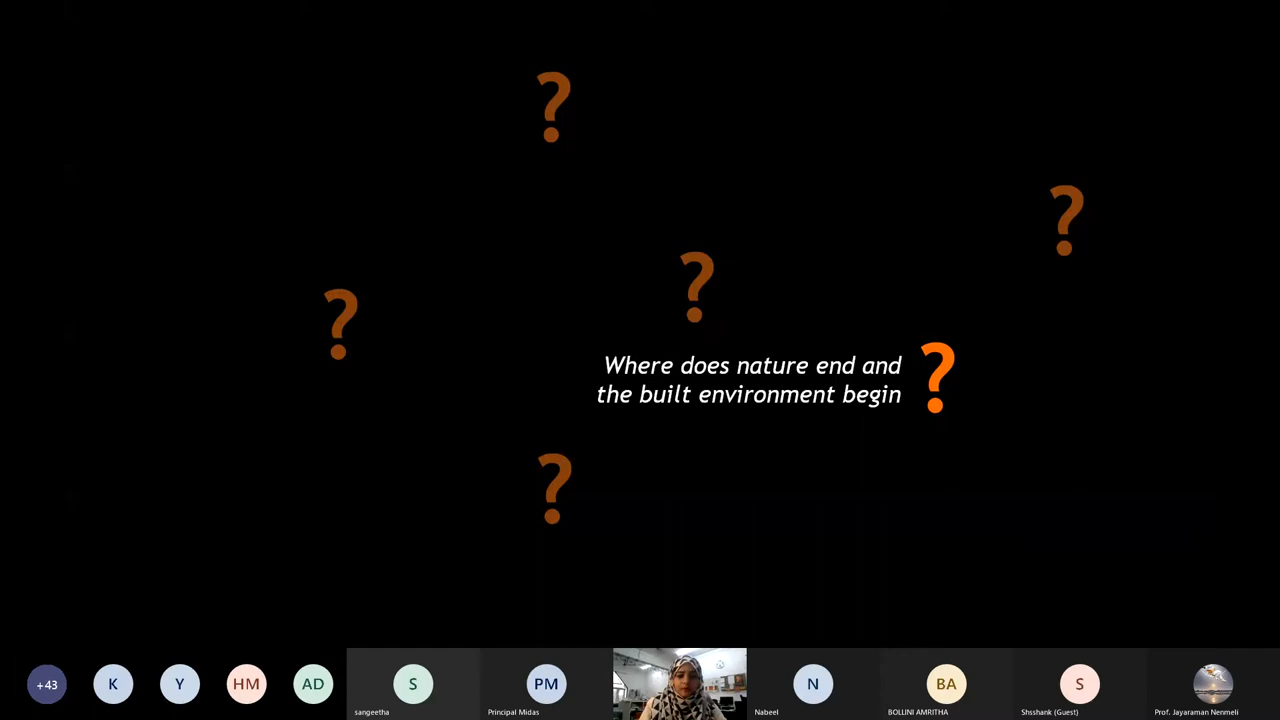 ?
?
?
?
Where does nature end and
the built environment begin ?
?
+43
K
Y
HM
AD
S
sangeetha
PM
Principal Midas
N
Nabeel
BA
BOLLINI AMRITHA
S
Shsshank (Guest)
Prof. Jayaraman Nenmeli